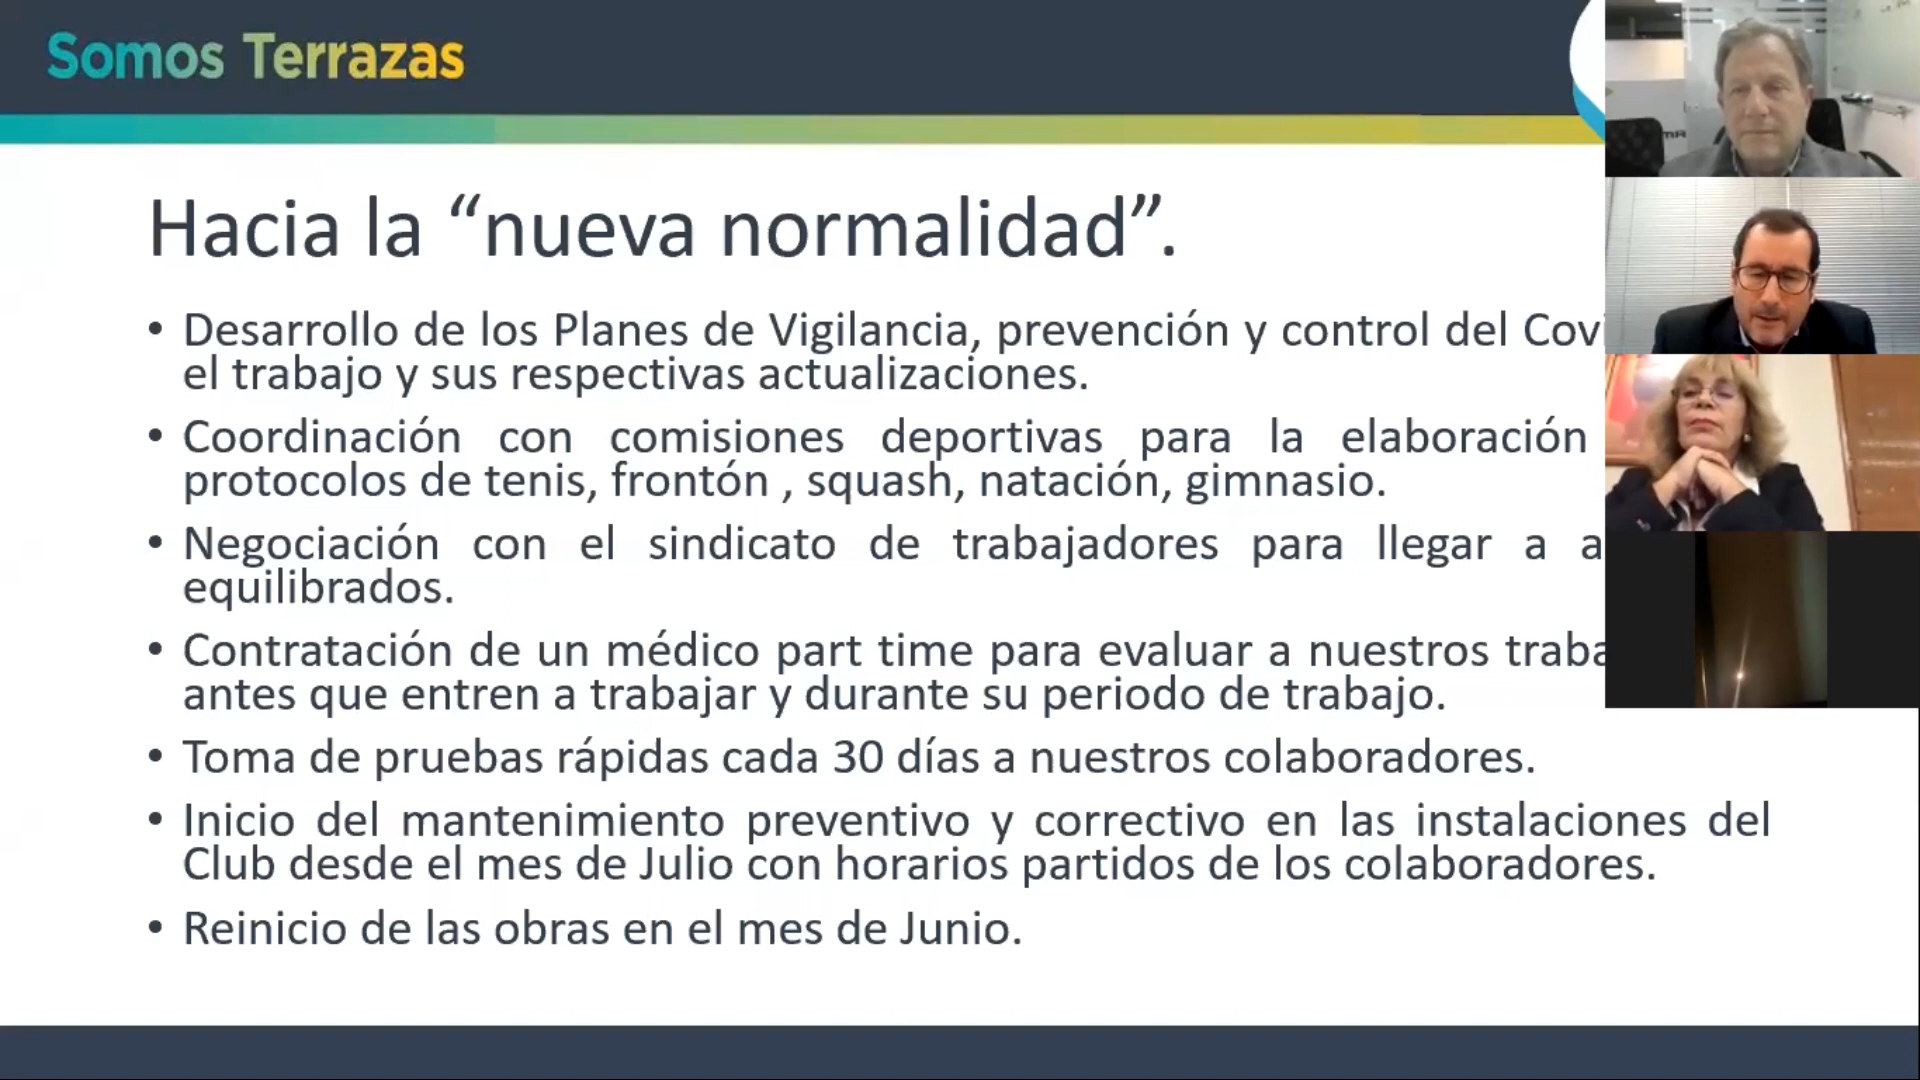 Somos Terrazas
Hacia la “nueva normalidad”.
• Desarrollo de los Planes de Vigilancia, prevención y control del
el trabajo y sus respectivas actualizaciones.
• Coordinación con comisiones deportivas para la elaboración
protocolos de tenis, frontón , squash, natación, gimnasio.
• Negociación con el sindicato de trabajadores para llegar a
equilibrados.
• Contratación de un médico part time para evaluar a nuestros
antes que entren a trabajar y durante su periodo de trabajo.
• Toma de pruebas rápidas cada 30 días a nuestros colaboradores.
• Inicio del mantenimiento preventivo y correctivo en las instalaciones del
Club desde el mes de Julio con horarios partidos de los colaboradores.
• Reinicio de las obras en el mes de Junio.